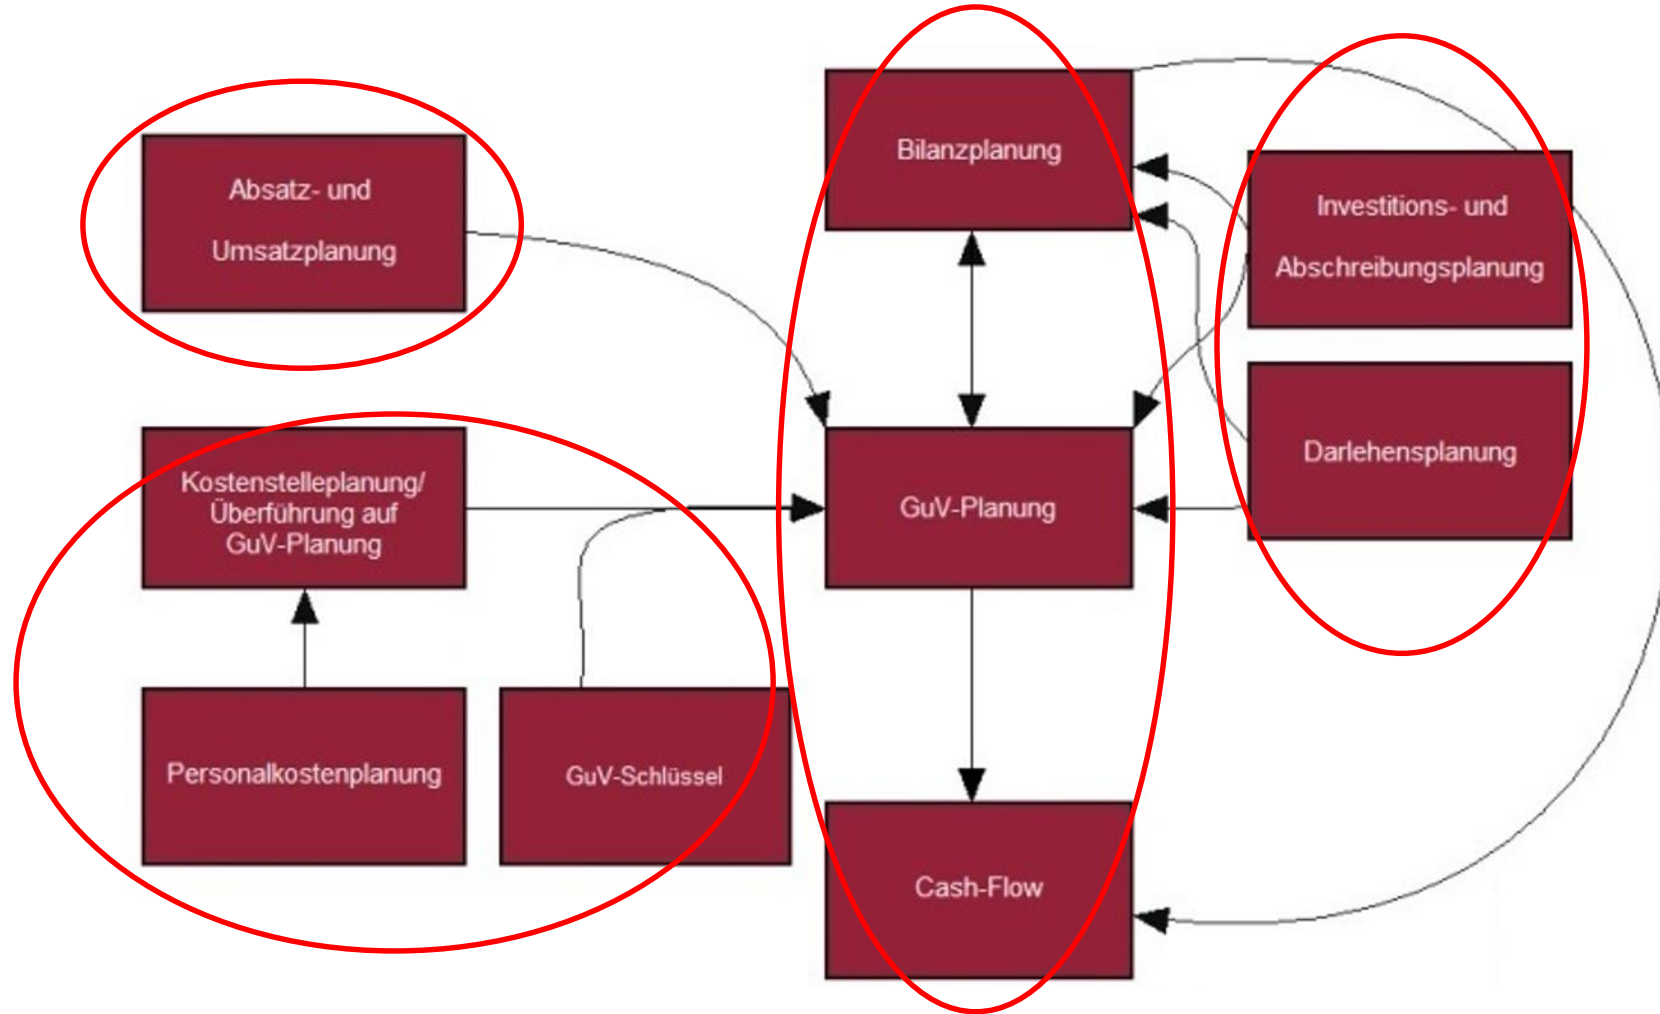 Absatz- und
Umsatzplanung
Bilanzplanung
Investitions- und
Abschreibungsplanung
Kostenstelleplanung/
Überführung auf
GuV-Planung
GuV-Planung
Darlehensplanung
Personalkostenplanung
GuV-Schlüssel
Cash-Flow